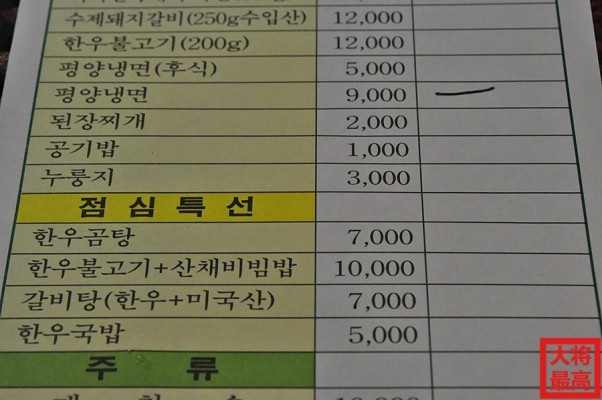 수제돼지갈비(250g수입산) 12,000
한우불고기(200g) 12,000
평양냉면(후식) 5,000
평양냉면 9,000
된장찌개 2,000
공기밥 1,000
누룽지 3,000
점심특선
한우곰탕 7,000
한우불고기+산채비빔밥 10,000
갈비탕(한우+미국산) 7,000
한우국밥 5,000
주 류
大将
最高